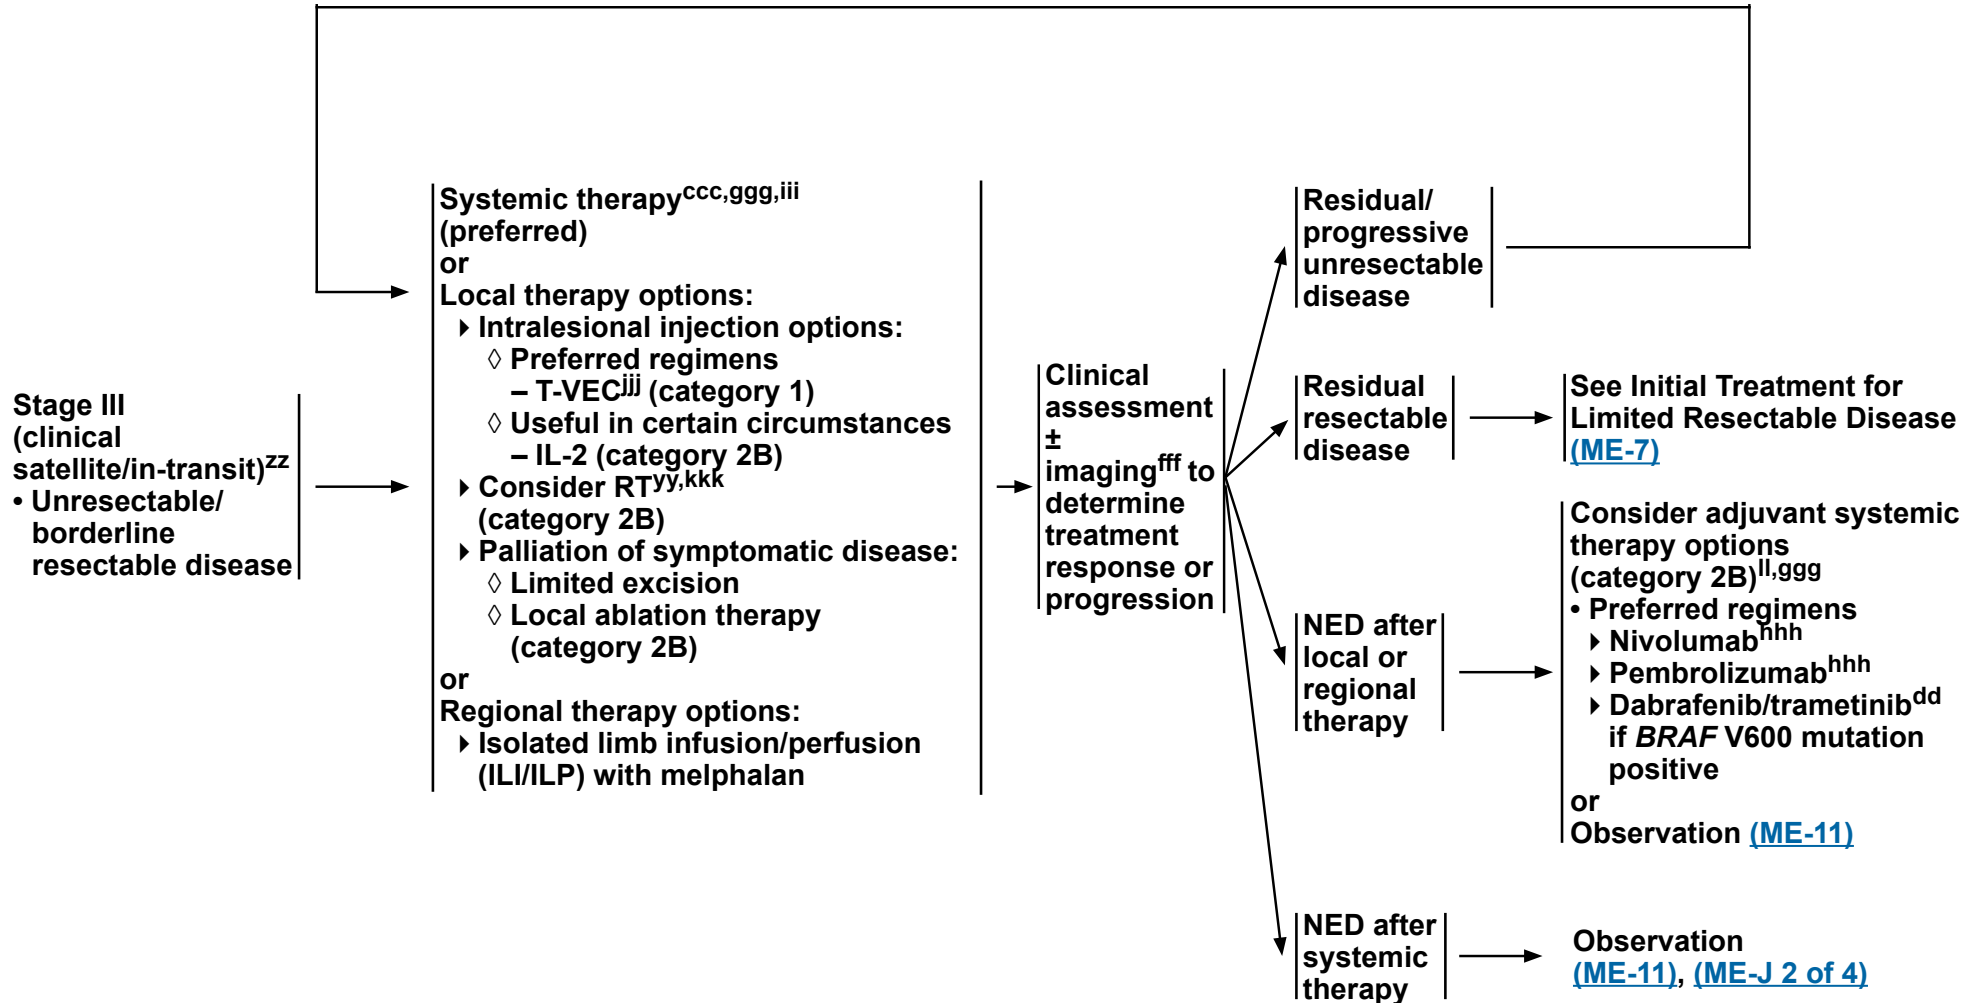 Stage III
(clinical
satellite/in-transit)zz
• Unresectable/
borderline
resectable disease
Systemic therapyccc,ggg,iii
(preferred)
or
Local therapy options:
‣ Intralesional injection options:
◊ Preferred regimens
– T-VECjjj (category 1)
◊ Useful in certain circumstances
– IL-2 (category 2B)
‣ Consider RTyy,kkk
(category 2B)
‣ Palliation of symptomatic disease:
◊ Limited excision
◊ Local ablation therapy
(category 2B)
or
Regional therapy options:
‣ Isolated limb infusion/perfusion
(ILI/ILP) with melphalan
Clinical
assessment
±
imagingfff to
determine
treatment
response or
progression
Residual/
progressive
unresectable
disease
Residual
resectable
disease
See Initial Treatment for
Limited Resectable Disease
(ME-7)
NED after
local or
regional
therapy
Consider adjuvant systemic
therapy options
(category 2B)ll,ggg
• Preferred regimens
‣ Nivolumabhhh
‣ Pembrolizumabhhh
‣ Dabrafenib/trametinibdd
if BRAF V600 mutation
positive
or
Observation (ME-11)
NED after
systemic
therapy
Observation
(ME-11), (ME-J 2 of 4)